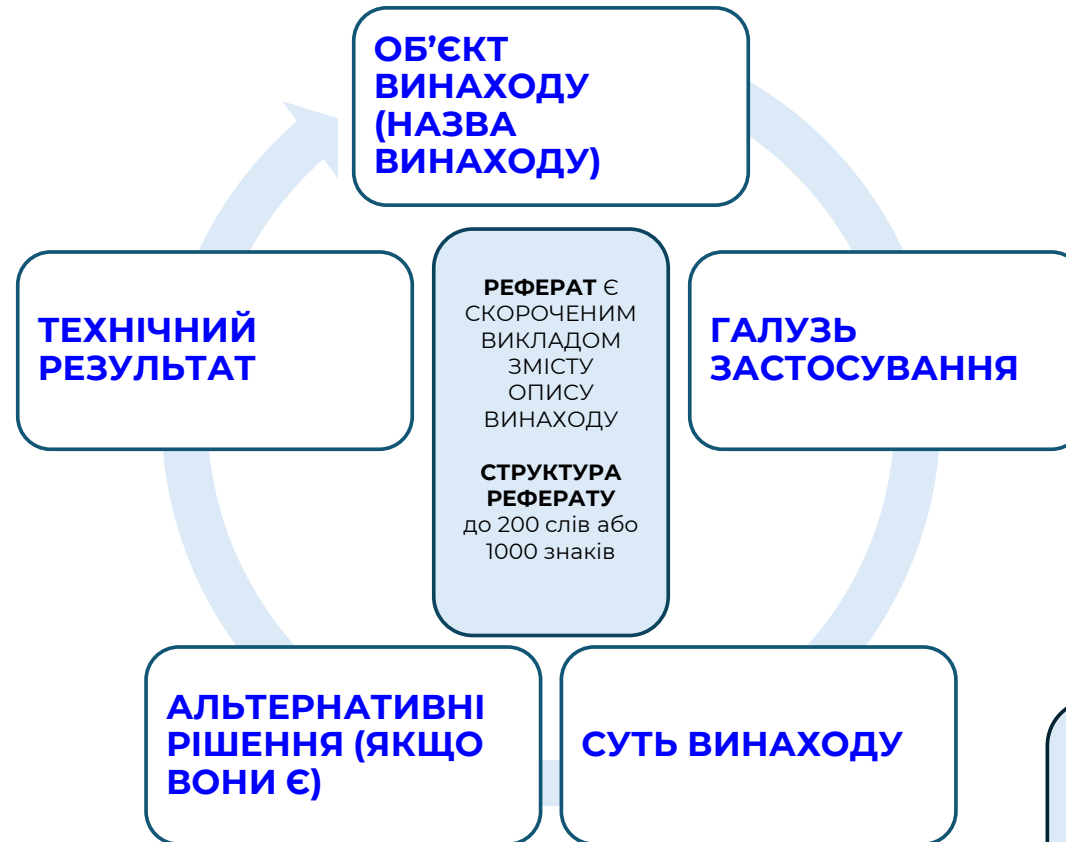 ОБ’ЄКТ
ВИНАХОДУ
(НАЗВА
ВИНАХОДУ)
ТЕХНІЧНИЙ
РЕЗУЛЬТАТ
РЕФЕРАТ Є
СКОРОЧЕНИМ
ВИКЛАДОМ
ЗМІСТУ
ОПИСУ
ВИНАХОДУ
СТРУКТУРА
РЕФЕРАТУ
до 200 слів або
1000 знаків
ГАЛУЗЬ
ЗАСТОСУВАННЯ
АЛЬТЕРНАТИВНІ
РІШЕННЯ (ЯКЩО
ВОНИ Є)
СУТЬ ВИНАХОДУ